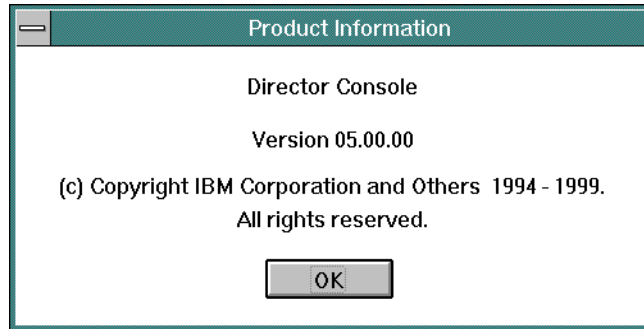 Product Information
Director Console
Version 05.00.00
(c) Copyright IBM Corporation and Others 1994 - 1999.
All rights reserved.
OK